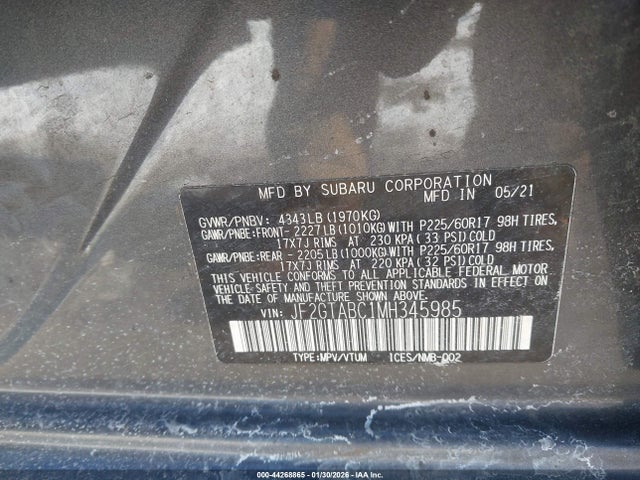 MFD BY SUBARU CORPORATION
MFD IN 05/21
GVWR/PNBV: 4343LB(1970KG)
GAWR/PNBE:FRONT-2227LB(1010KG)WITH P225/60R17 98H TIRES,
17X7J RIMS AT 230 KPA(33 PSI)COLD
GAWR/PNBE:REAR -2205LB(1000KG)WITH P225/60R17 98H TIRES,
17X7J RIMS AT 220 KPA(32 PSI)COLD
THIS VEHICLE CONFORMS TO ALL APPLICABLE FEDERAL MOTOR
VEHICLE SAFETY AND THEFT PREVENTION STANDARDS IN
EFFECT ON THE DATE OF MANUFACTURE SHOWN ABOVE.
VIN: JF2GTABC1MH345985
TYPE:MPV/VTUM ICES/NMB-002
000-44268865 01/30/2026 - IAA Inc.